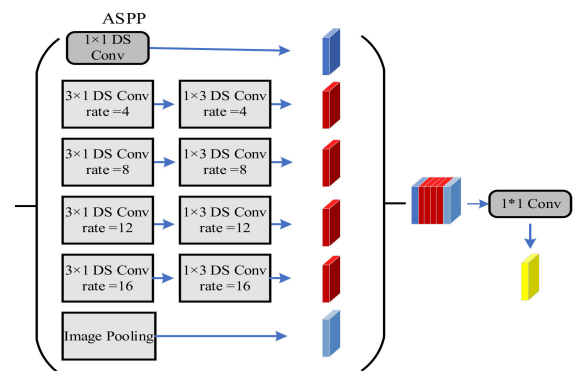 ASPP
1×1 DS
Conv
3×1 DS Conv
rate =4
1×3 DS Conv
rate =4
3×1 DS Conv
rate =8
1×3 DS Conv
rate =8
3×1 DS Conv
rate =12
1×3 DS Conv
rate =12
3×1 DS Conv
rate =16
1×3 DS Conv
rate =16
Image Pooling
1*1 Conv